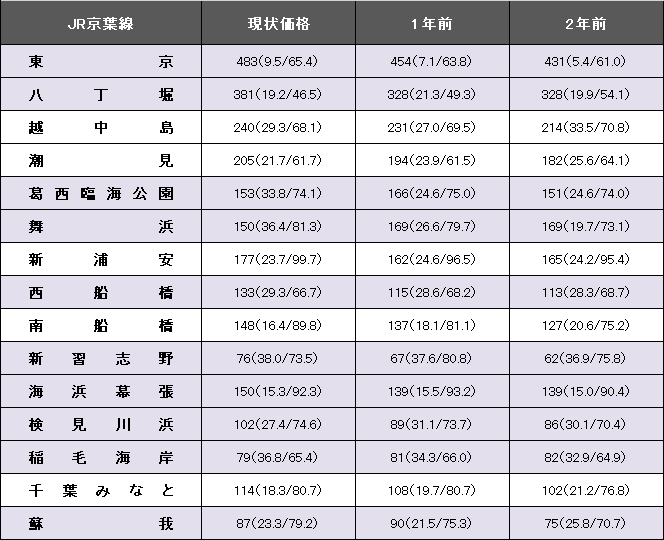 JR京葉線 現状価格 １年前 ２年前
東京 483(9.5/65.4) 454(7.1/63.8) 431(5.4/61.0)
八丁堀 381(19.2/46.5) 328(21.3/49.3) 328(19.9/54.1)
越中島 240(29.3/68.1) 231(27.0/69.5) 214(33.5/70.8)
潮見 205(21.7/61.7) 194(23.9/61.5) 182(25.6/64.1)
葛西臨海公園 153(33.8/74.1) 166(24.6/75.0) 151(24.6/74.0)
舞浜 150(36.4/81.3) 169(26.6/79.7) 169(19.7/73.1)
新浦安 177(23.7/99.7) 162(24.6/96.5) 165(24.2/95.4)
西船橋 133(29.3/66.7) 115(28.6/68.2) 113(28.3/68.7)
南船橋 148(16.4/89.8) 137(18.1/81.1) 127(20.6/75.2)
新習志野 76(38.0/73.5) 67(37.6/80.8) 62(36.9/75.8)
海浜幕張 150(15.3/92.3) 139(15.5/93.2) 139(15.0/90.4)
検見川浜 102(27.4/74.6) 89(31.1/73.7) 86(30.1/70.4)
稲毛海岸 79(36.8/65.4) 81(34.3/66.0) 82(32.9/64.9)
千葉みなと 114(18.3/80.7) 108(19.7/80.7) 102(21.2/76.8)
蘇我 87(23.3/79.2) 90(21.5/75.3) 75(25.8/70.7)